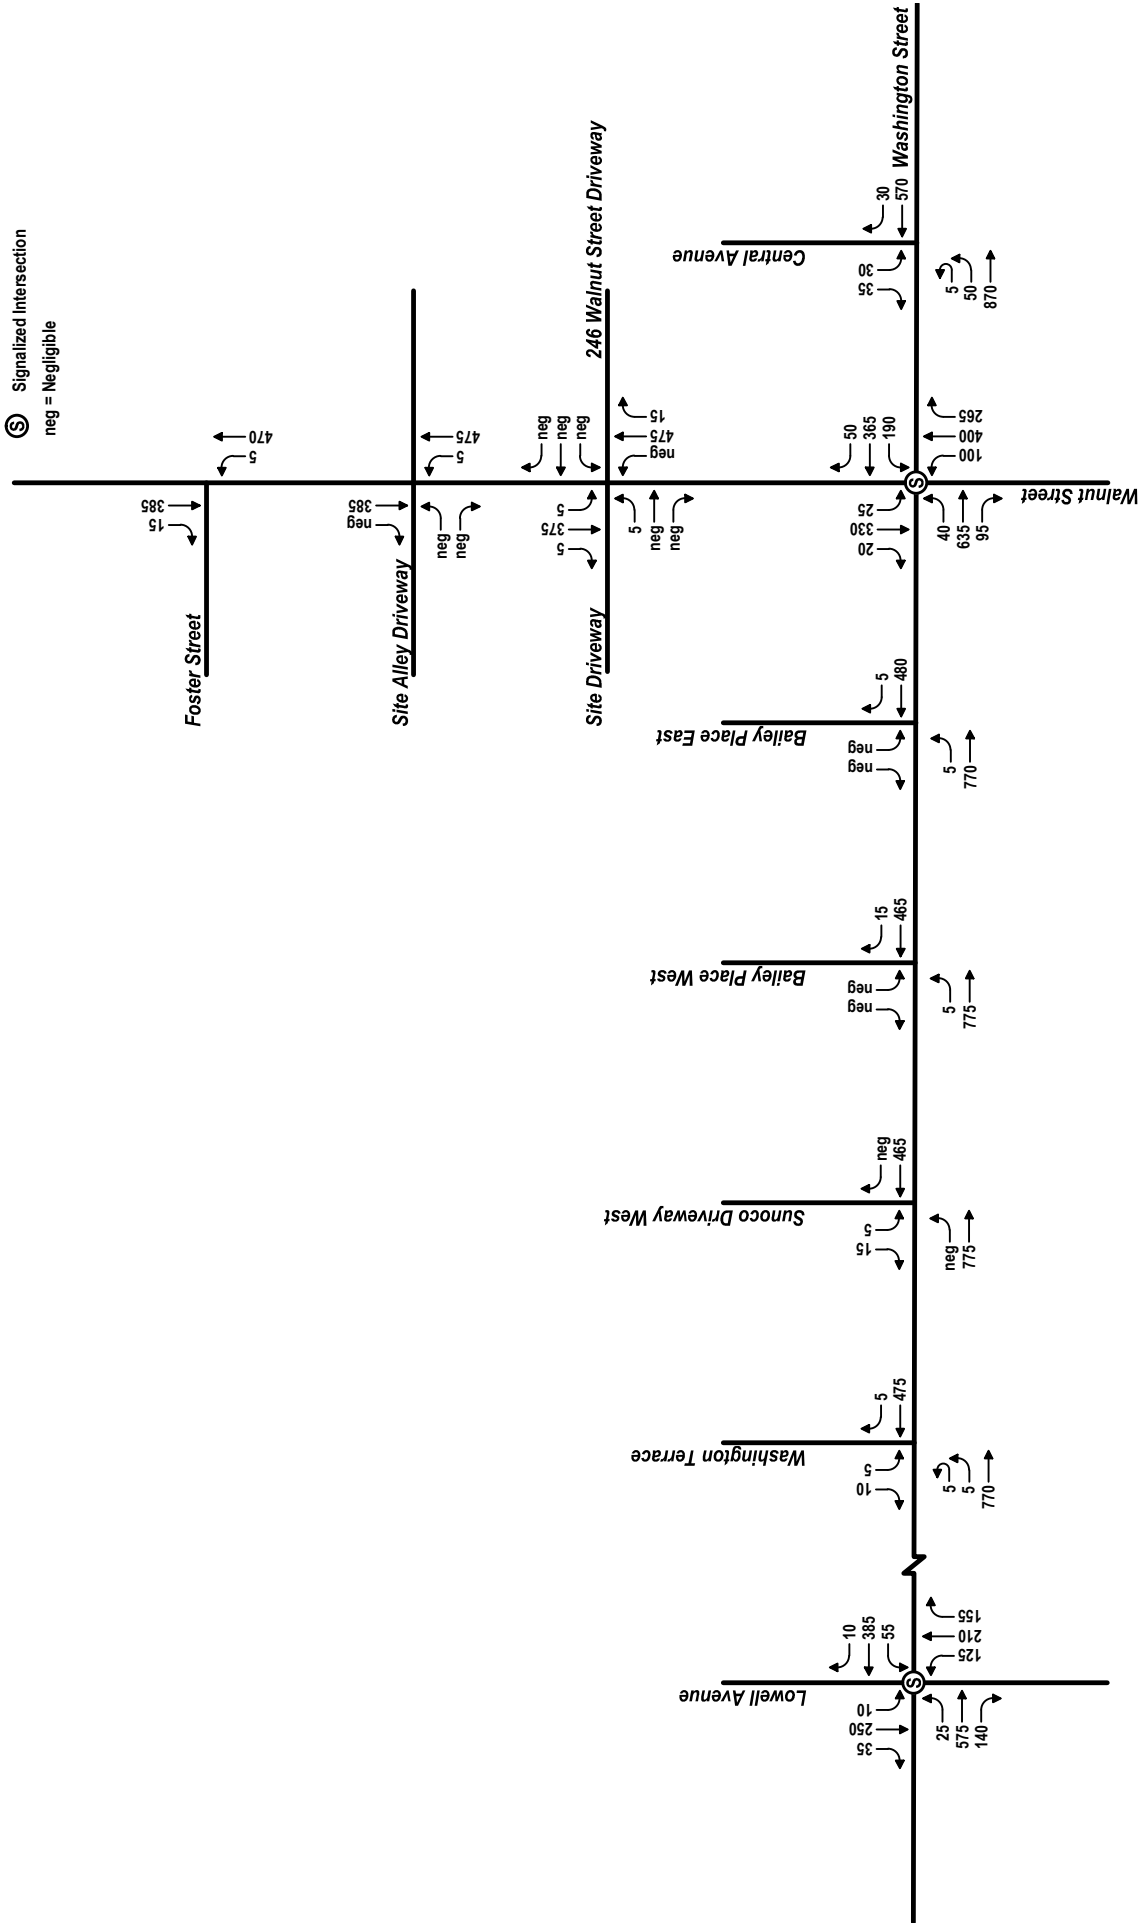 S Signalized Intersection
neg = Negligible
Foster Street
385
15
470
5
Site Alley Driveway
385
neg
475
5
neg
neg
Site Driveway
246 Walnut Street Driveway
neg
neg
neg
5
375
5
15
475
neg
5
neg
neg
Washington Street
Central Avenue
30
570
30
35
5
50
870
Walnut Street
S
50
365
190
25
330
20
265
400
100
40
635
95
Bailey Place East
5
480
neg
neg
5
770
Bailey Place West
15
465
neg
neg
5
775
Sunoco Driveway West
neg
465
5
15
neg
775
Washington Terrace
5
475
5
10
5
5
770
Lowell Avenue
S
10
385
55
10
250
35
155
210
125
25
575
140